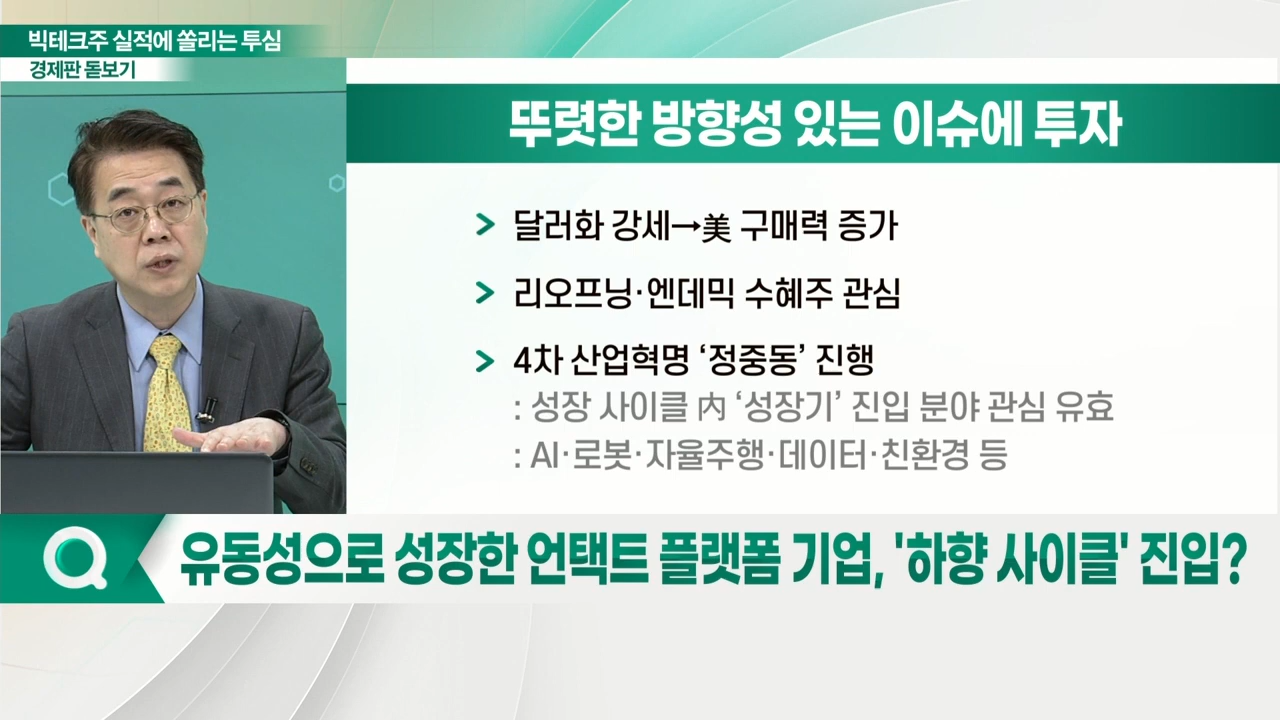 빅테크주 실적에 쏠리는 투심
경제판 돋보기
뚜렷한 방향성 있는 이슈에 투자
> 달러화 강세→美 구매력 증가
> 리오프닝·엔데믹 수혜주 관심
> 4차 산업혁명 ‘정중동’ 진행
: 성장 사이클 內 ‘성장기’ 진입 분야 관심 유효
: AI·로봇·자율주행·데이터·친환경 등
Q 유동성으로 성장한 언택트 플랫폼 기업, '하향 사이클' 진입?